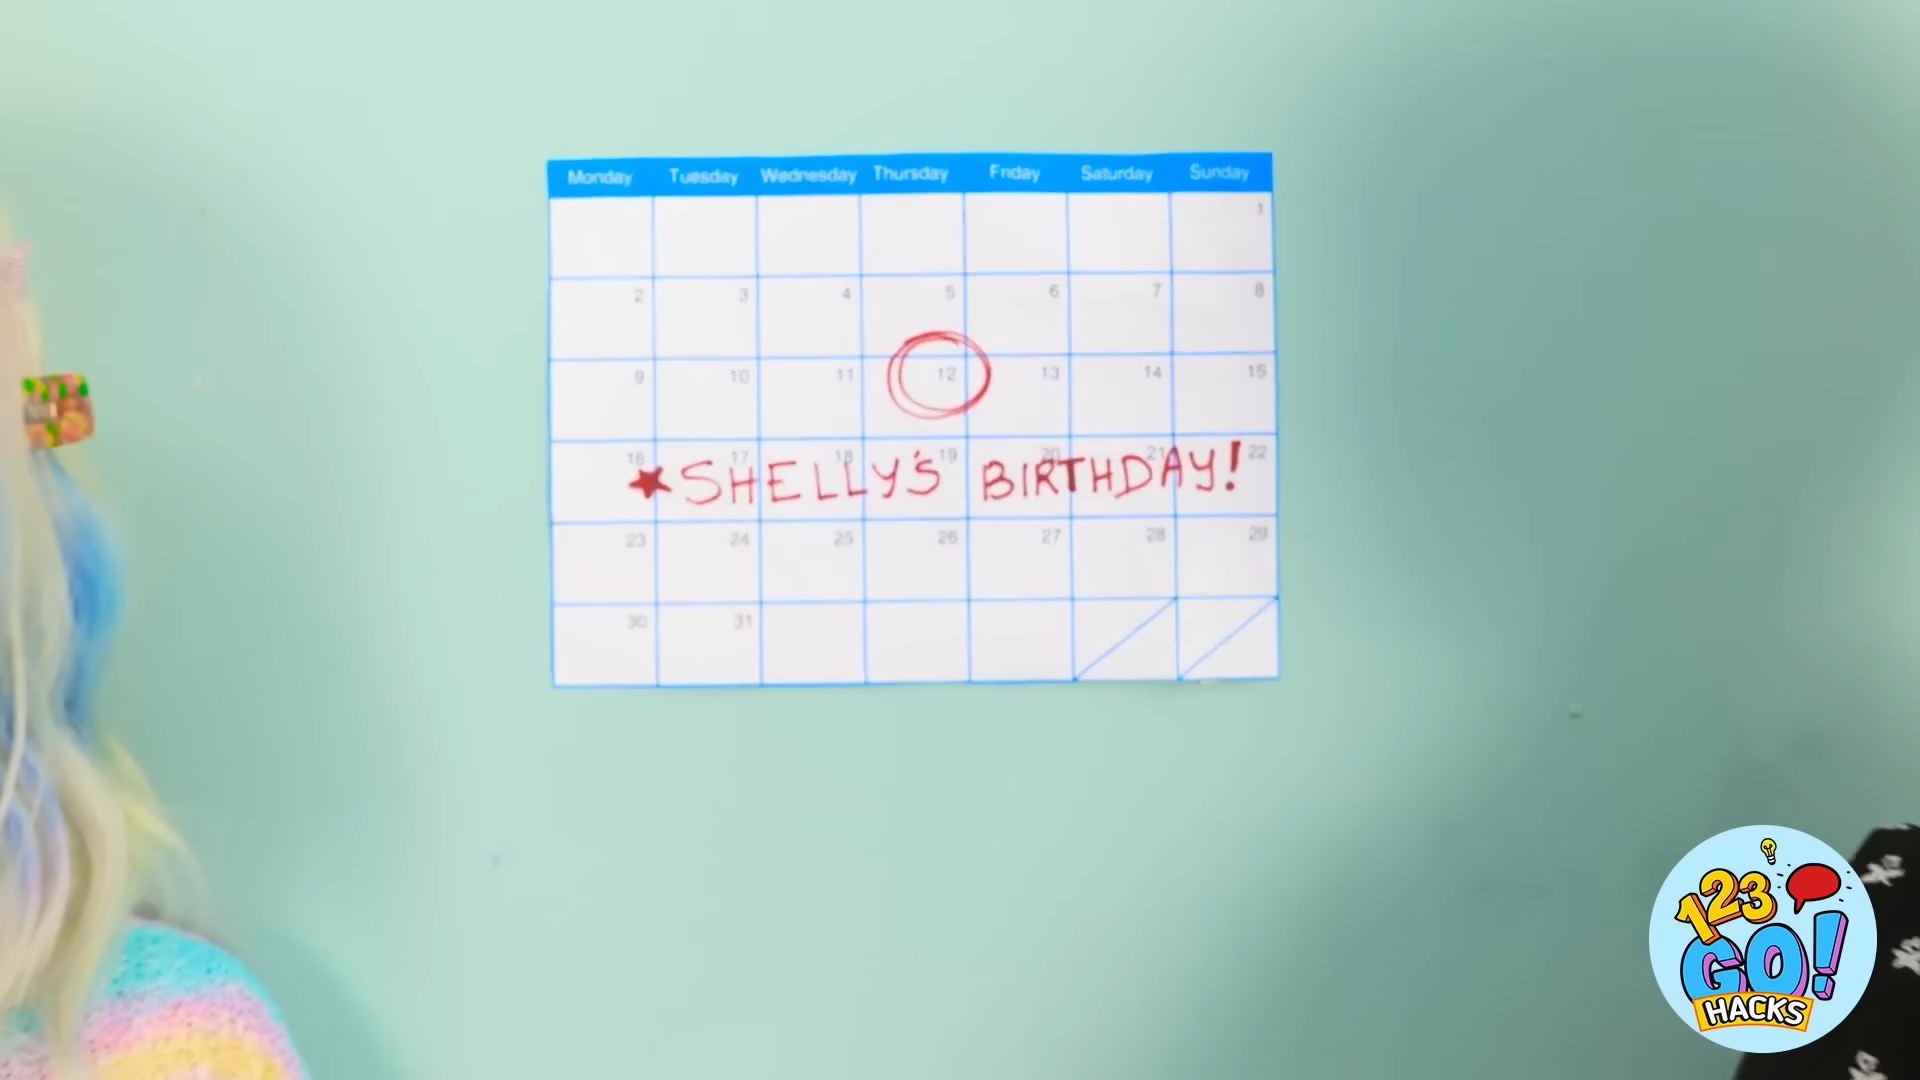 Monday Tuesday Wednesday Thursday Friday Saturday Sunday
1
2 3 4 5 6 7 8
9 10 11 12 13 14 15
16 17 18 19 20 21 22
★SHELLY'S BIRTHDAY!
23 24 25 26 27 28 29
30 31
123
GO!
HACKS